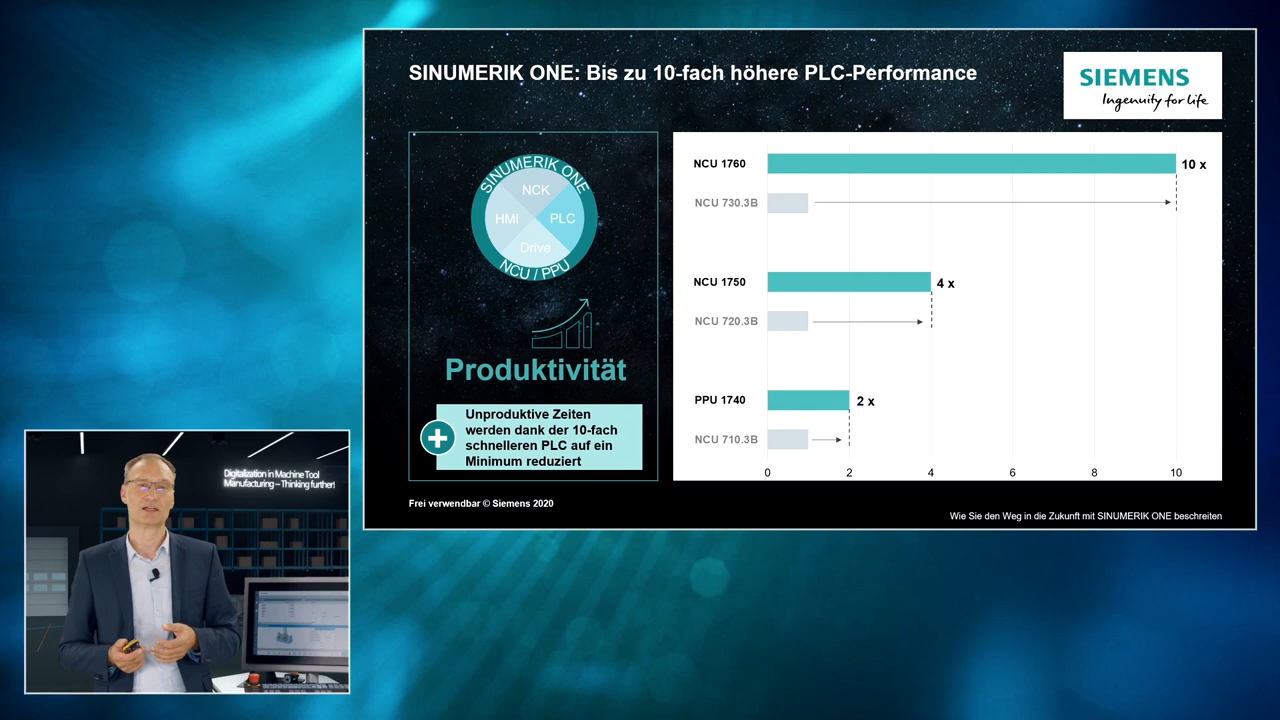 SINUMERIK ONE: Bis zu 10-fach höhere PLC-Performance
SIEMENS
Ingenuity for life
SINUMERIK ONE
NCK
HMI
PLC
Drive
NCU / PPU
Produktivität
Unproduktive Zeiten
werden dank der 10-fach
schnelleren PLC auf ein
Minimum reduziert
NCU 1760
10 x
NCU 730.3B
NCU 1750
4 x
NCU 720.3B
PPU 1740
2 x
NCU 710.3B
0 2 4 6 8 10
Frei verwendbar © Siemens 2020
Wie Sie den Weg in die Zukunft mit SINUMERIK ONE beschreiten
Digitalization in Machine Tool
Manufacturing – Thinking further!